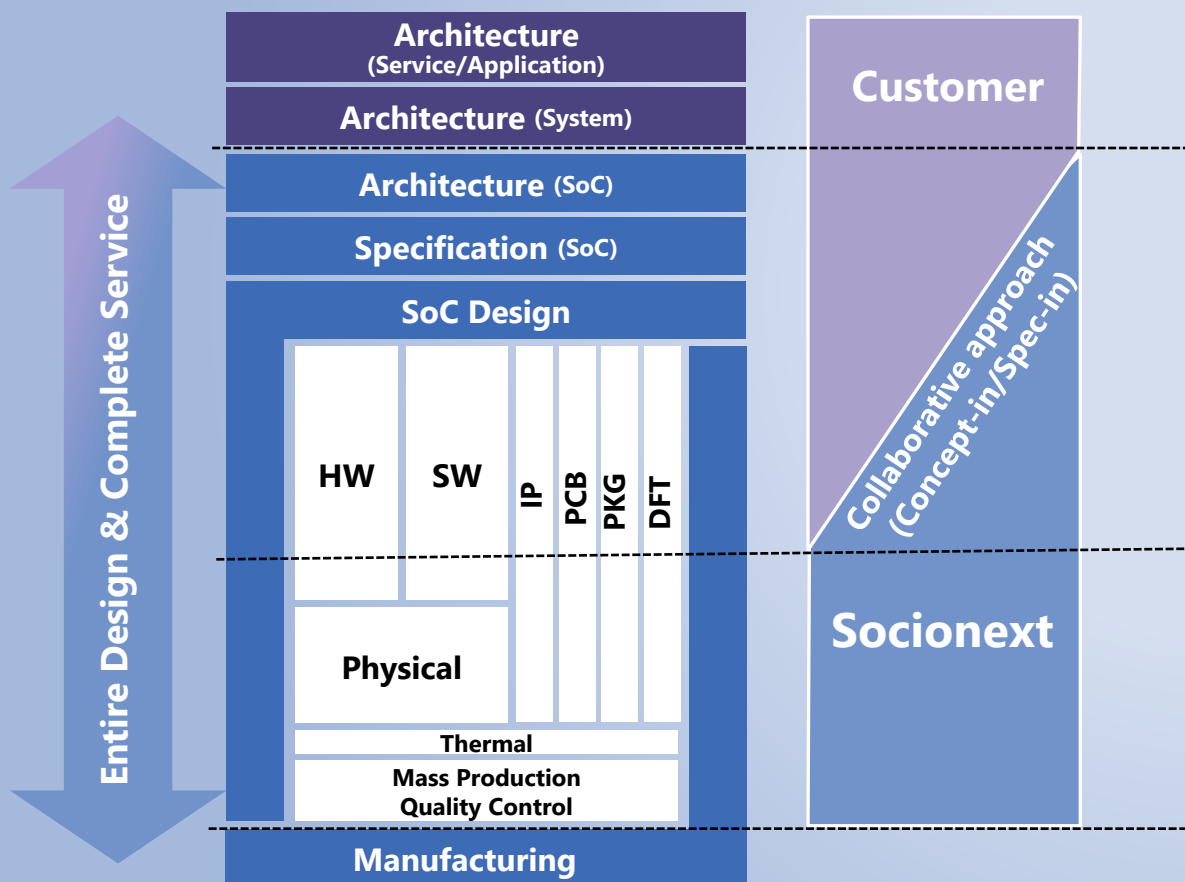 Architecture
(Service/Application)
Architecture (System)
Architecture (SoC)
Specification (SoC)
SoC Design
HW
SW
IP
PCB
PKG
DFT
Physical
Thermal
Mass Production
Quality Control
Manufacturing
Entire Design & Complete Service
Customer
Collaborative approach
(Concept-in/Spec-in)
Socionext